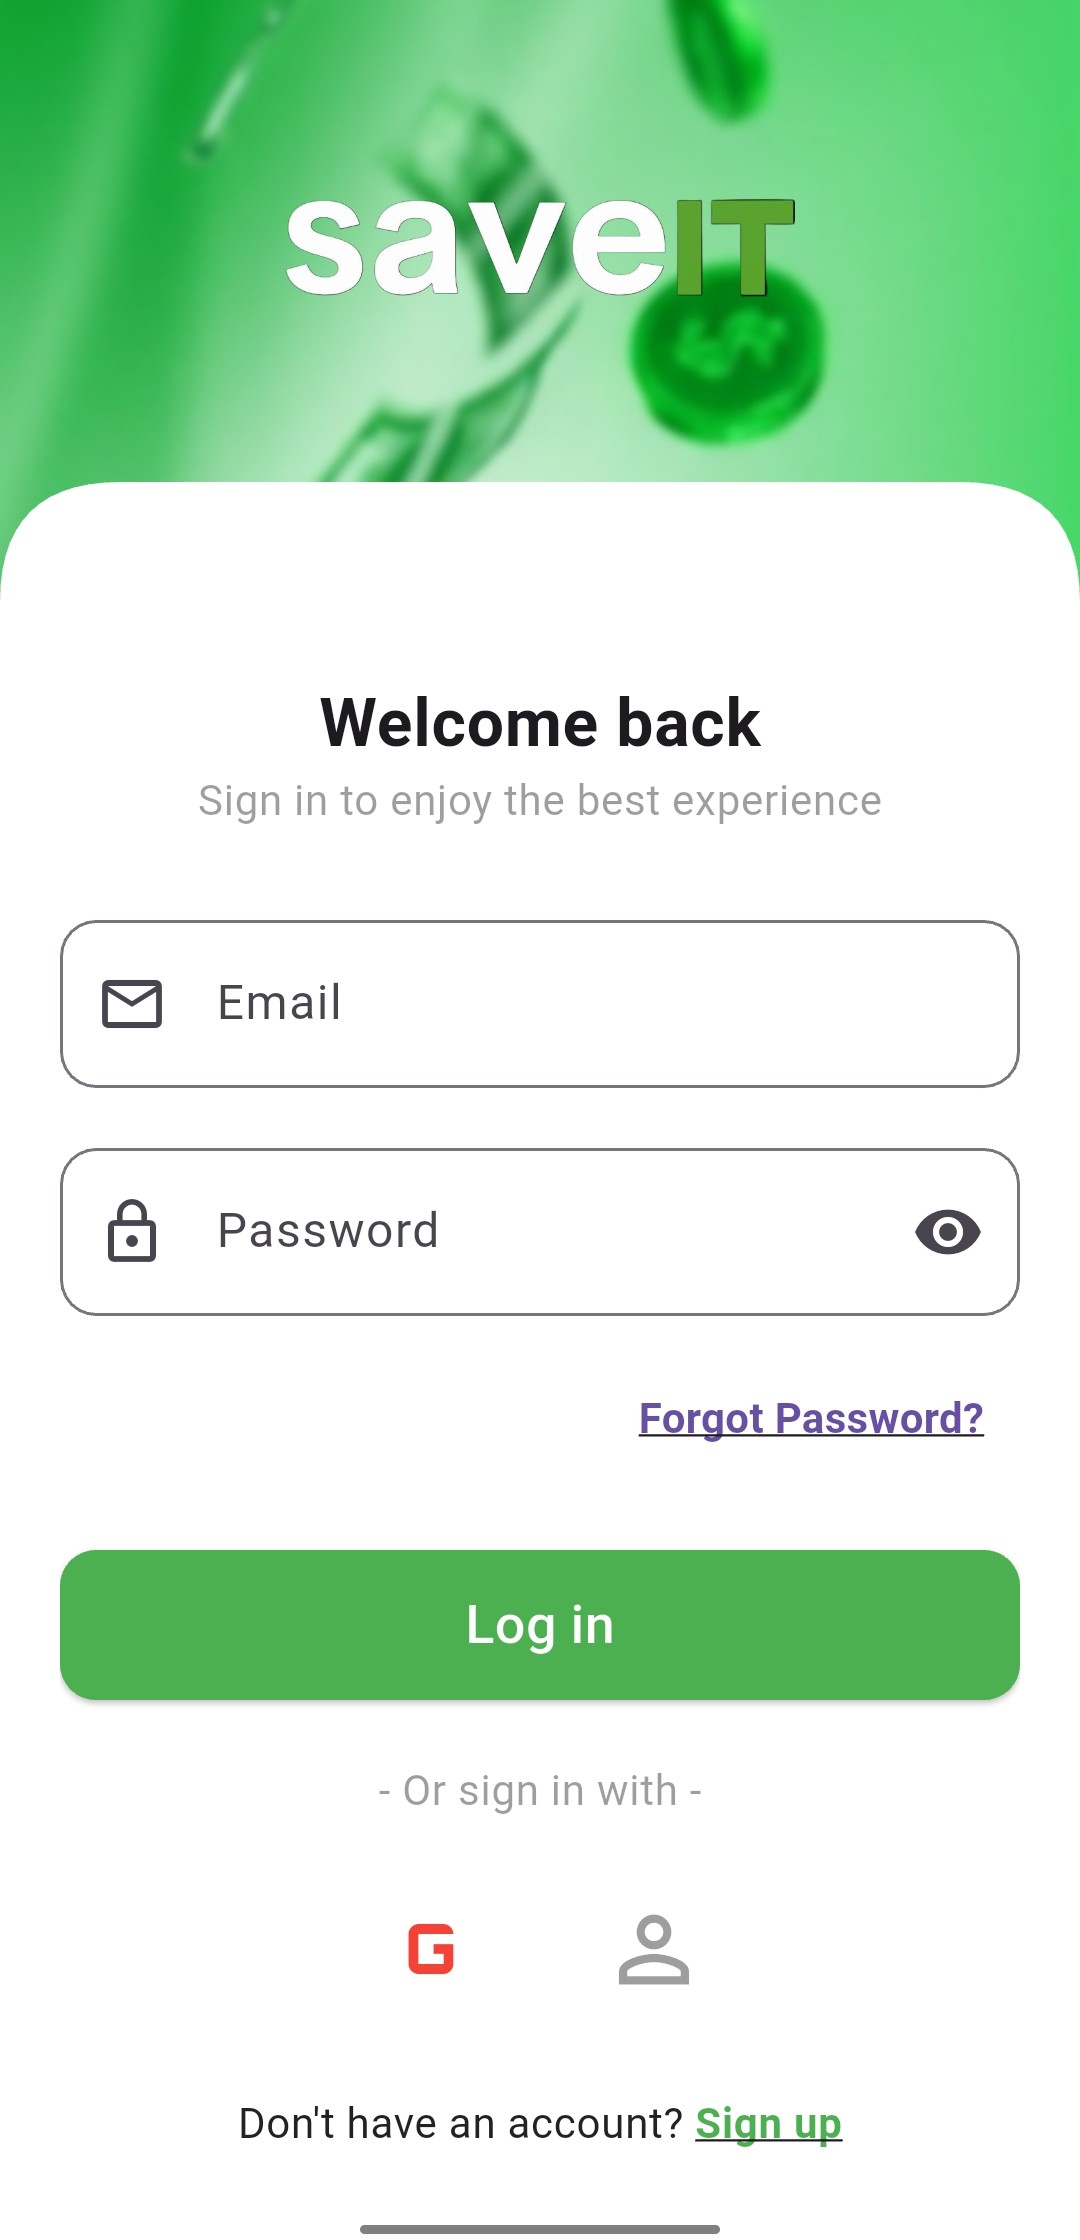 saveIT
Welcome back
Sign in to enjoy the best experience
Email
Password
Forgot Password?
Log in
- Or sign in with -
G
Don't have an account? Sign up